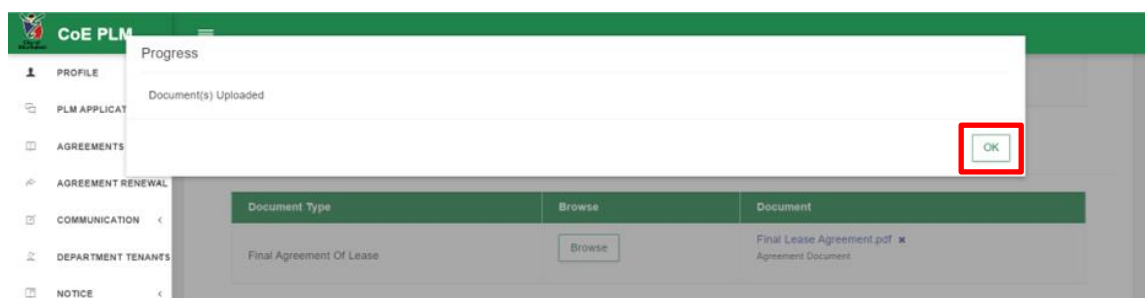 CoE PLM
Progress
PROFILE
Document(s) Uploaded
PLM APPLICAT
AGREEMENTS
OK
AGREEMENT RENEWAL
Document Type Browse Document
COMMUNICATION <
Final Agreement Of Lease Browse Final Lease Agreement.pdf ×
Agreement Document
DEPARTMENT TENANTS
NOTICE <